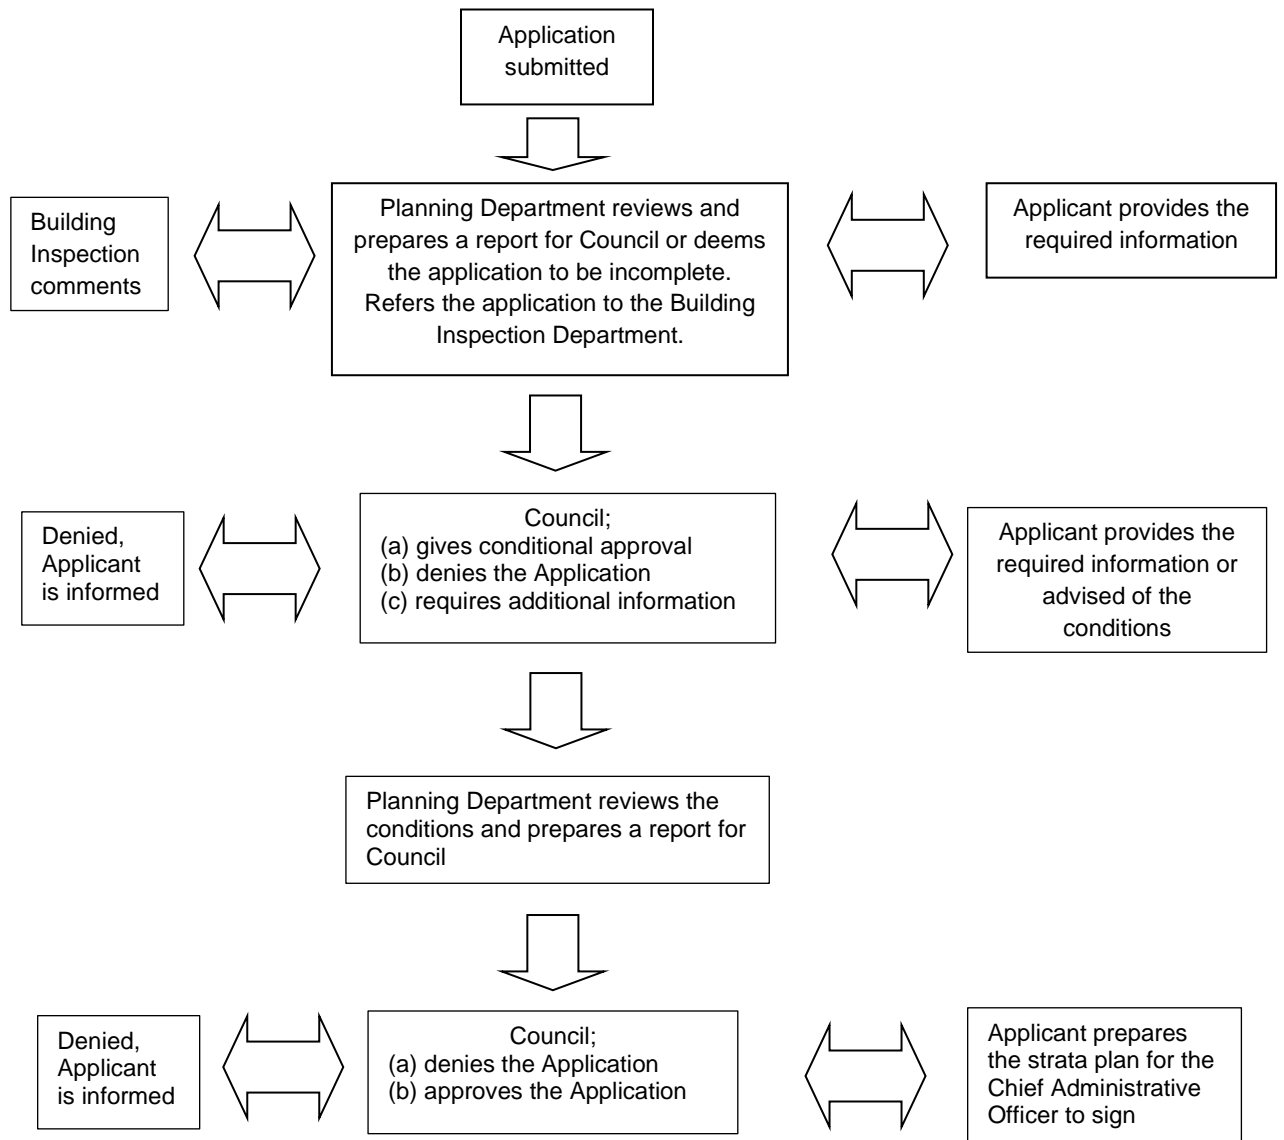 Application
submitted
Building
Inspection
comments
Planning Department reviews and
prepares a report for Council or deems
the application to be incomplete.
Refers the application to the Building
Inspection Department.
Applicant provides the
required information
Denied,
Applicant
is informed
Council;
(a) gives conditional approval
(b) denies the Application
(c) requires additional information
Applicant provides the
required information or
advised of the
conditions
Planning Department reviews the
conditions and prepares a report for
Council
Denied,
Applicant
is informed
Council;
(a) denies the Application
(b) approves the Application
Applicant prepares
the strata plan for the
Chief Administrative
Officer to sign